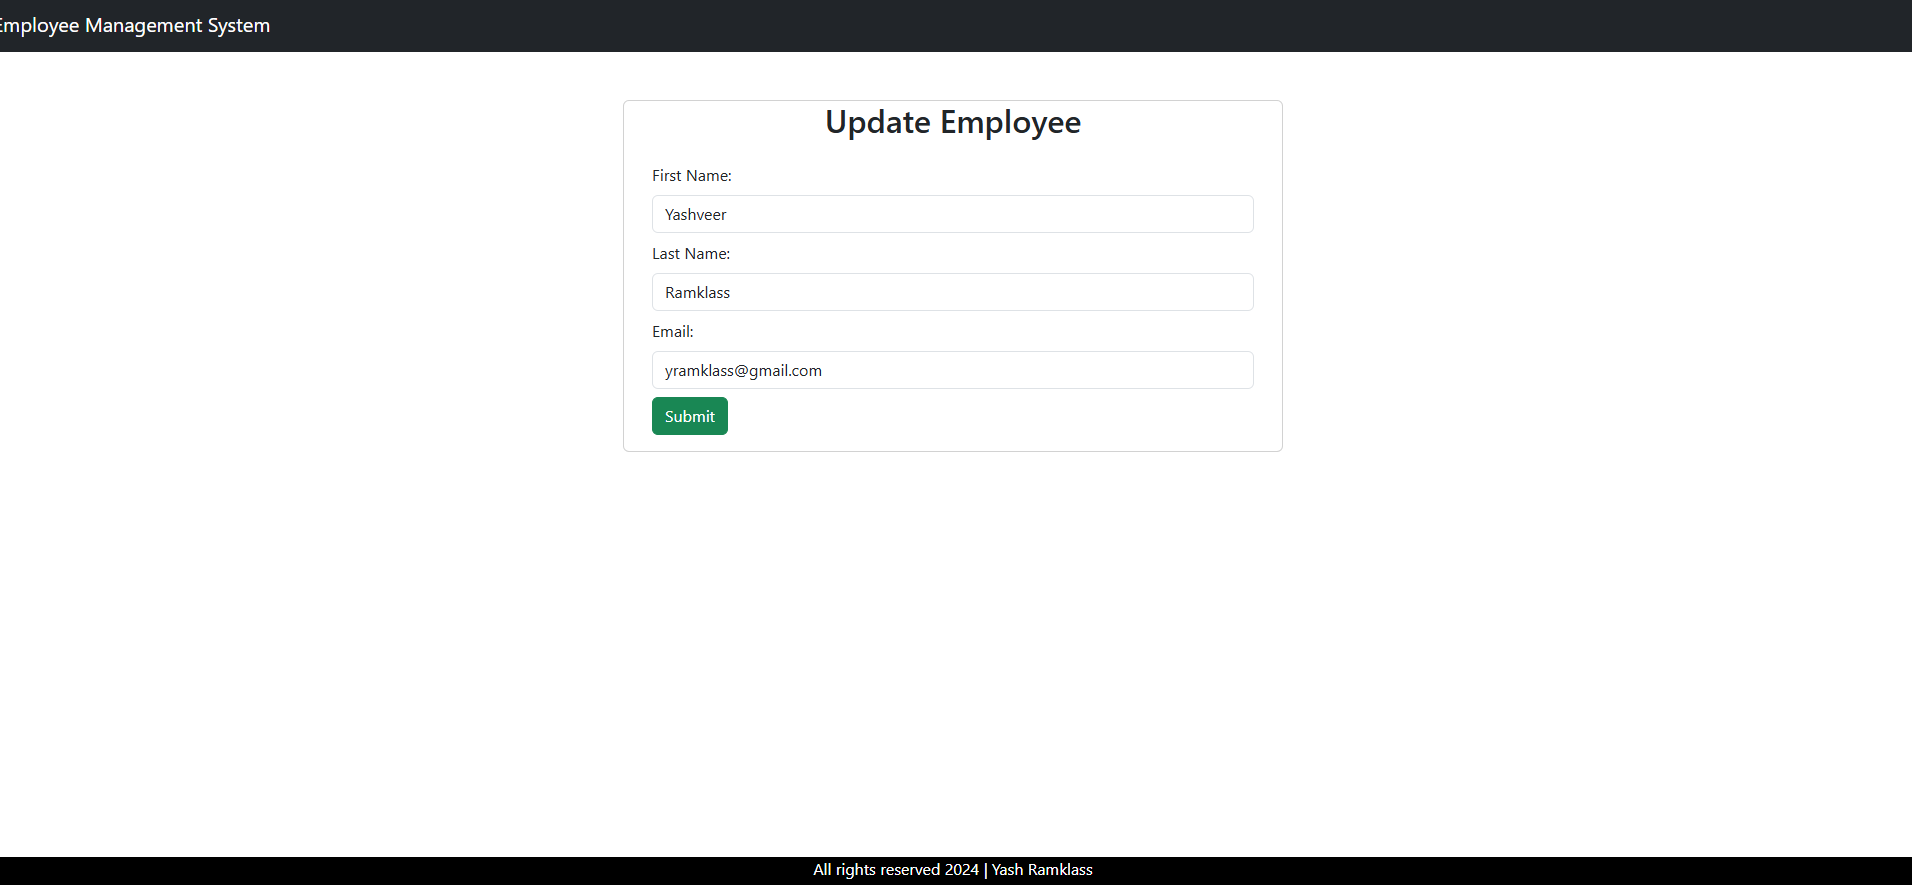 Employee Management System
Update Employee
First Name:
Yashveer
Last Name:
Ramklass
Email:
yramklass@gmail.com
Submit
All rights reserved 2024 | Yash Ramklass